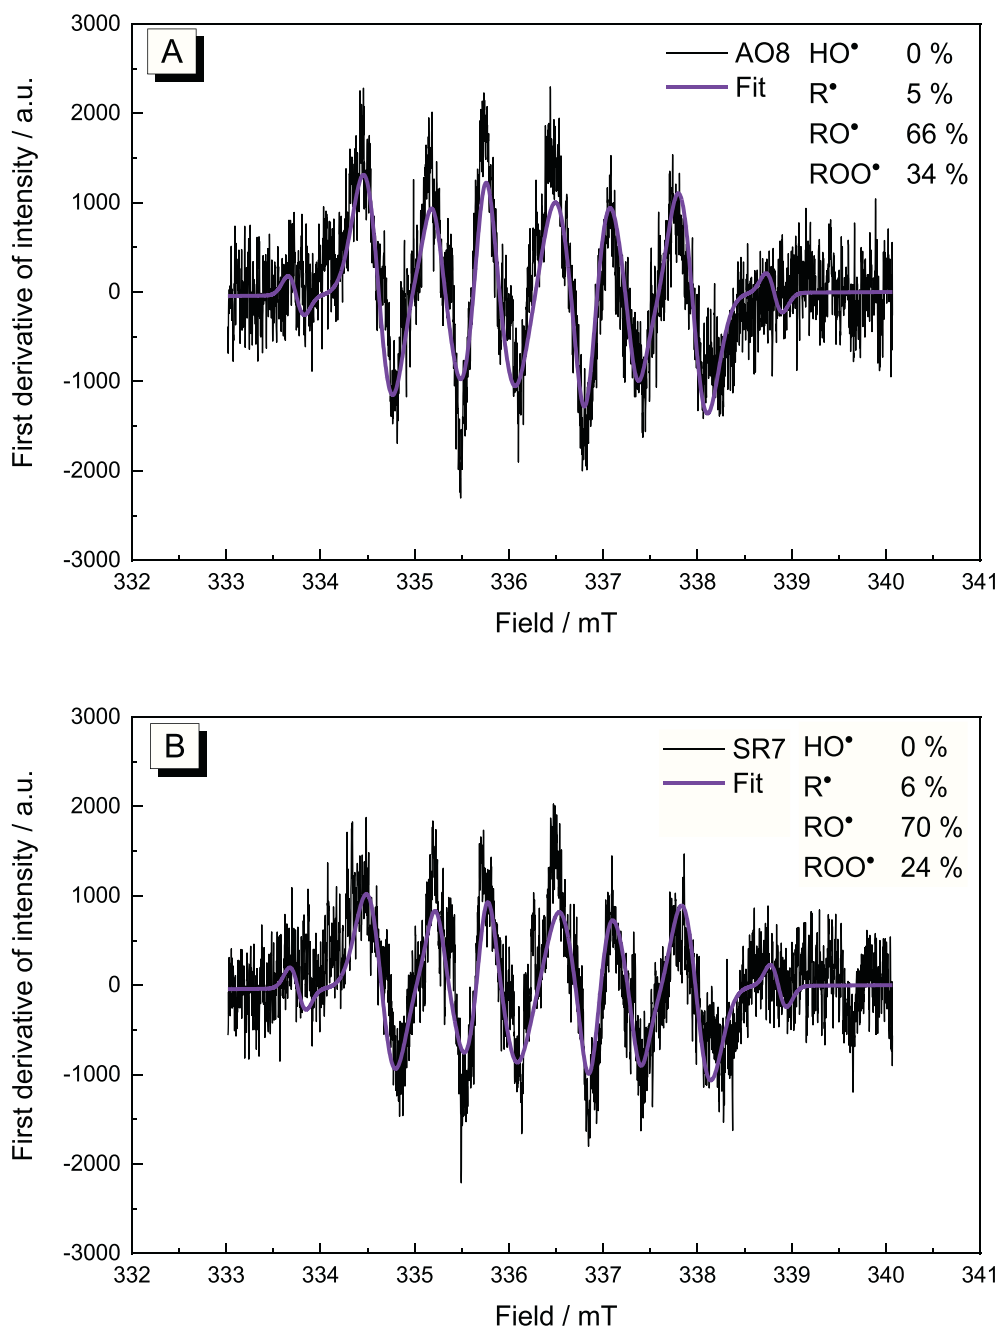 A
AO8
Fit
HO• 0 %
R• 5 %
RO• 66 %
ROO• 34 %
3000
2000
1000
0
-1000
-2000
-3000
First derivative of intensity / a.u.
332 333 334 335 336 337 338 339 340 341
Field / mT
B
SR7
Fit
HO• 0 %
R• 6 %
RO• 70 %
ROO• 24 %
3000
2000
1000
0
-1000
-2000
-3000
First derivative of intensity / a.u.
332 333 334 335 336 337 338 339 340 341
Field / mT